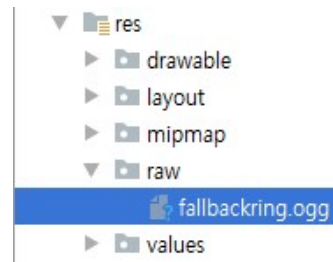 res
drawable
layout
mipmap
raw
fallbackring.ogg
values